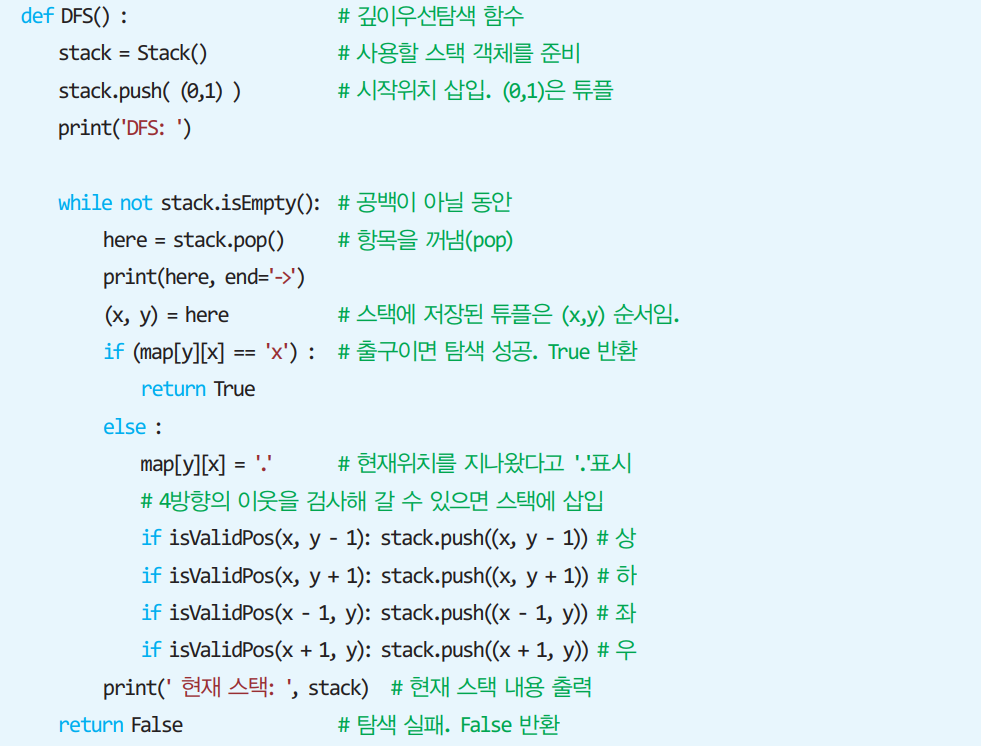 def DFS() : # 깊이우선탐색 함수
stack = Stack() # 사용할 스택 객체를 준비
stack.push( (0,1) ) # 시작위치 삽입. (0,1)은 튜플
print('DFS: ')
while not stack.isEmpty(): # 공백이 아닐 동안
here = stack.pop() # 항목을 꺼냄(pop)
print(here, end='->')
(x, y) = here # 스택에 저장된 튜플은 (x,y) 순서임.
if (map[y][x] == 'x') : # 출구이면 탐색 성공. True 반환
return True
else :
map[y][x] = '.' # 현재위치를 지나왔다고 '.'표시
# 4방향의 이웃을 검사해 갈 수 있으면 스택에 삽입
if isValidPos(x, y - 1): stack.push((x, y - 1)) # 상
if isValidPos(x, y + 1): stack.push((x, y + 1)) # 하
if isValidPos(x - 1, y): stack.push((x - 1, y)) # 좌
if isValidPos(x + 1, y): stack.push((x + 1, y)) # 우
print(' 현재 스택: ', stack) # 현재 스택 내용 출력
return False # 탐색 실패. False 반환